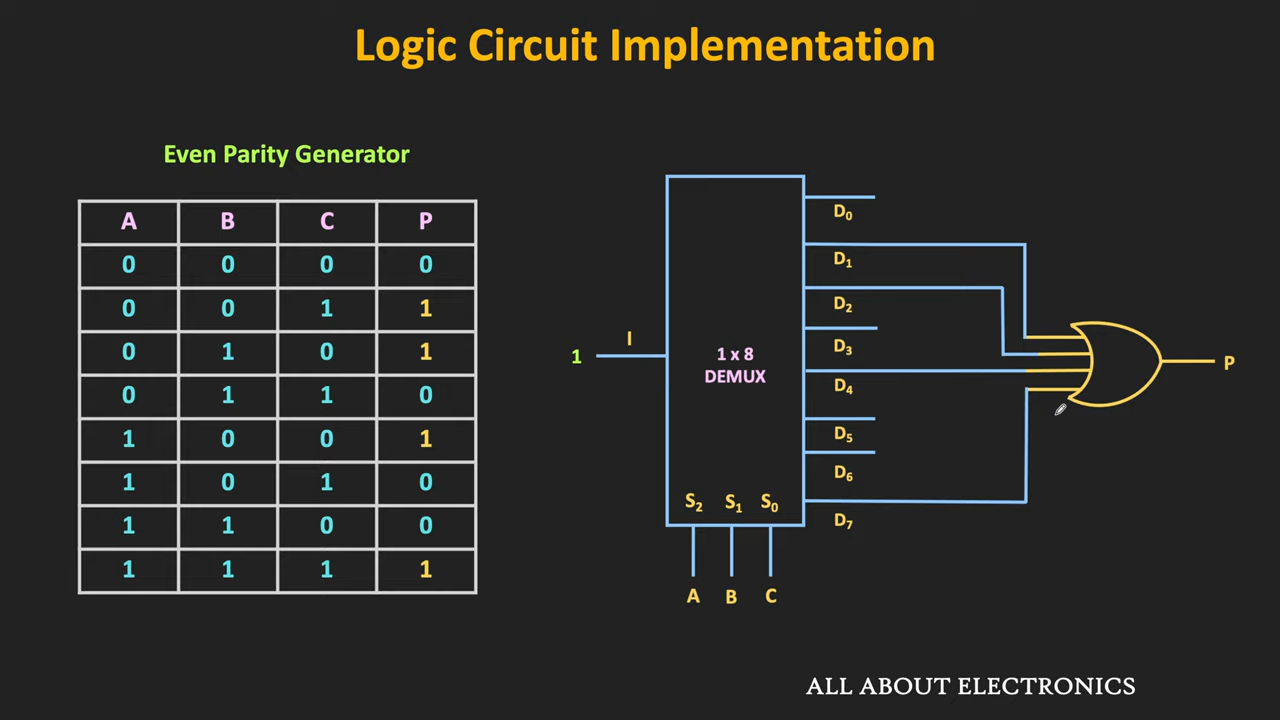 Logic Circuit Implementation
Even Parity Generator
A B C P
0 0 0 0
0 0 1 1
0 1 0 1
0 1 1 0
1 0 0 1
1 0 1 0
1 1 0 0
1 1 1 1
1
I
1 x 8
DEMUX
S₂ S₁ S₀
A B C
D₀
D₁
D₂
D₃
D₄
D₅
D₆
D₇
P
ALL ABOUT ELECTRONICS